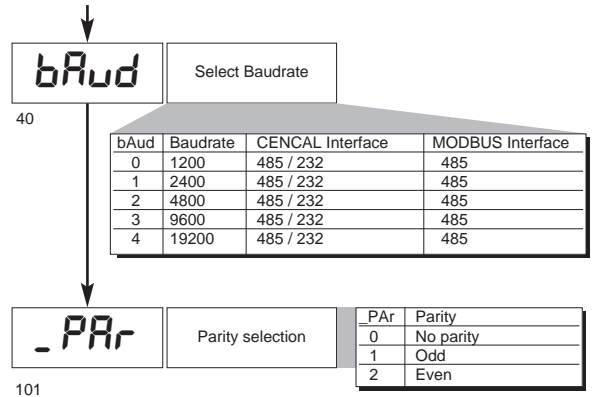 bAud
Select Baudrate
40
bAud Baudrate CENCAL Interface MODBUS Interface
0 1200 485 / 232 485
1 2400 485 / 232 485
2 4800 485 / 232 485
3 9600 485 / 232 485
4 19200 485 / 232 485
_PAr
Parity selection
_PAr Parity
0 No parity
1 Odd
2 Even
101